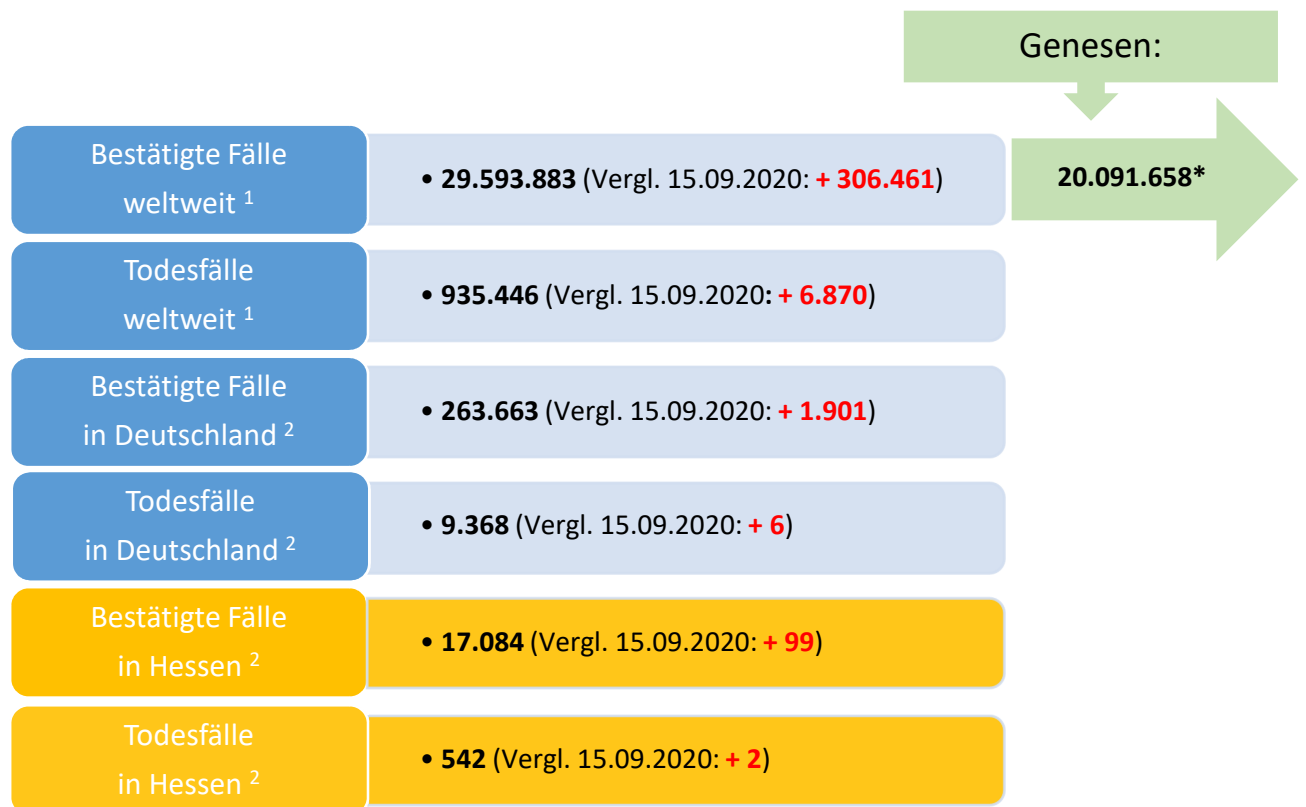 Genesen:
Bestätigte Fälle
weltweit ¹
• 29.593.883 (Vergl. 15.09.2020: + 306.461)
20.091.658*
Todesfälle
weltweit ¹
• 935.446 (Vergl. 15.09.2020: + 6.870)
Bestätigte Fälle
in Deutschland ²
• 263.663 (Vergl. 15.09.2020: + 1.901)
Todesfälle
in Deutschland ²
• 9.368 (Vergl. 15.09.2020: + 6)
Bestätigte Fälle
in Hessen ²
• 17.084 (Vergl. 15.09.2020: + 99)
Todesfälle
in Hessen ²
• 542 (Vergl. 15.09.2020: + 2)